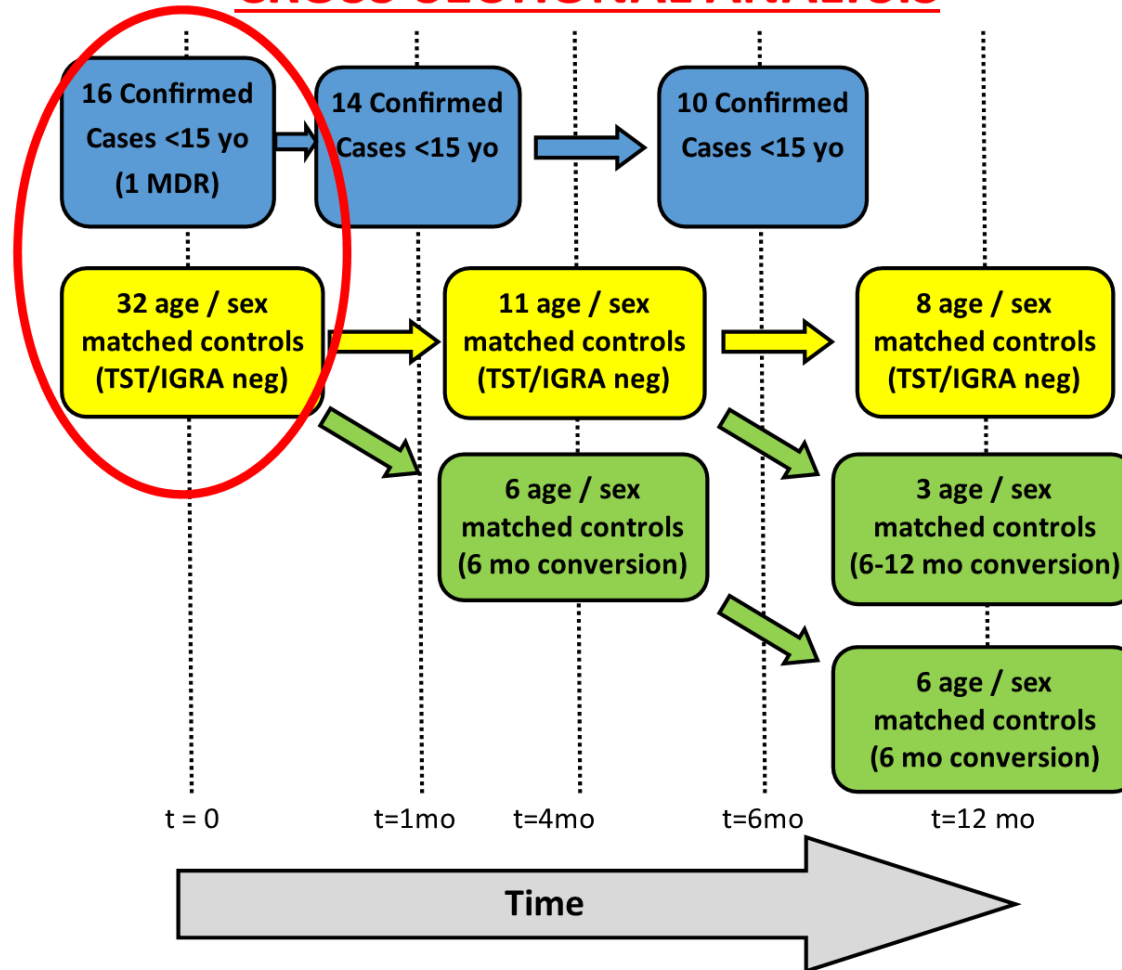 16 Confirmed
Cases <15 yo
(1 MDR)
14 Confirmed
Cases <15 yo
10 Confirmed
Cases <15 yo
32 age / sex
matched controls
(TST/IGRA neg)
11 age / sex
matched controls
(TST/IGRA neg)
8 age / sex
matched controls
(TST/IGRA neg)
6 age / sex
matched controls
(6 mo conversion)
3 age / sex
matched controls
(6-12 mo conversion)
6 age / sex
matched controls
(6 mo conversion)
t = 0
t=1mo
t=4mo
t=6mo
t=12 mo
Time